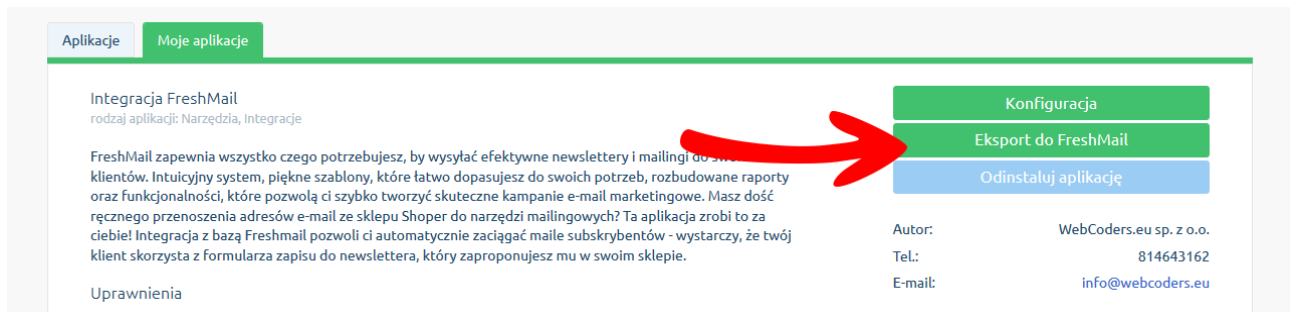 Aplikacje
Moje aplikacje
Integracja FreshMail
rodzaj aplikacji: Narzędzia, Integracje
FreshMail zapewnia wszystko czego potrzebujesz, by wysyłać efektywne newslettery i mailingi do
klientów. Intuicyjny system, piękne szablony, które łatwo dopasujesz do swoich potrzeb, rozbudowane raporty
oraz funkcjonalności, które pozwolą ci szybko tworzyć skuteczne kampanie e-mail marketingowe. Masz dość
ręcznego przenoszenia adresów e-mail ze sklepu Shoper do narzędzi mailingowych? Ta aplikacja zrobi to za
ciebie! Integracja z bazą Freshmail pozwoli ci automatycznie zaciągać maile subskrybentów - wystarczy, że twój
klient skorzysta z formularza zapisu do newslettera, który zaproponujesz mu w swoim sklepie.
Uprawnienia
Konfiguracja
Eksport do FreshMail
Odinstaluj aplikację
Autor: WebCoders.eu sp. z o.o.
Tel.: 814643162
E-mail: info@webcoders.eu